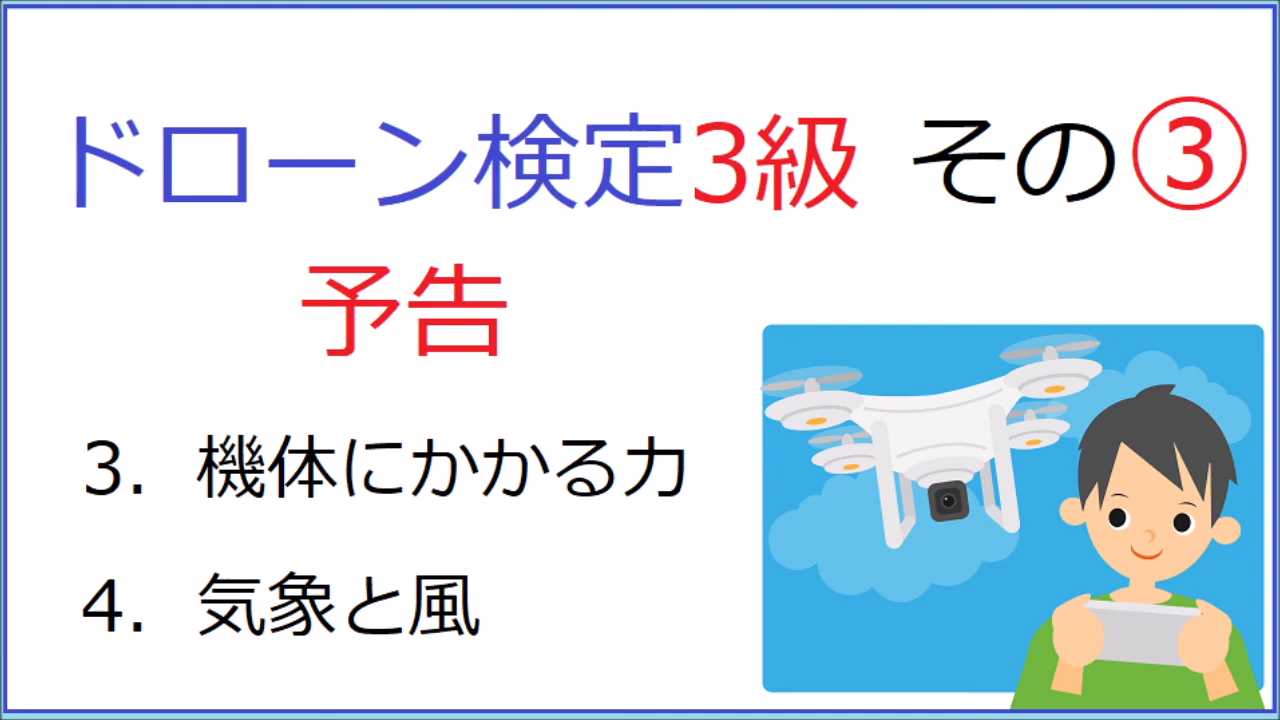 ドローン検定3級 その③
予告
3. 機体にかかる力
4. 気象と風